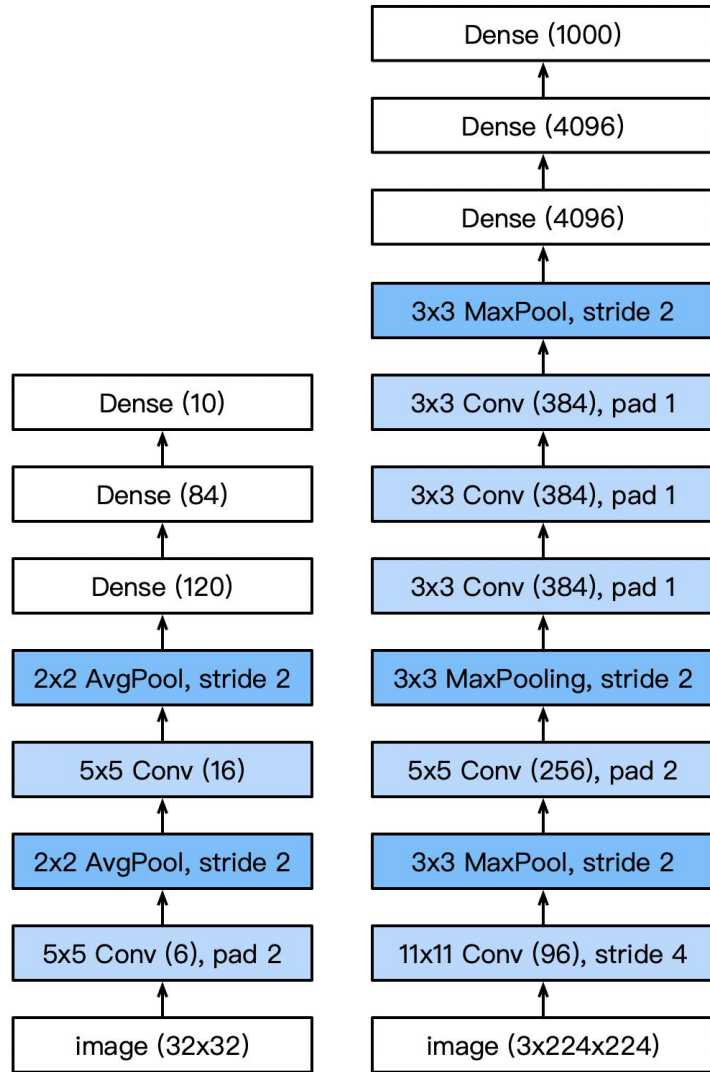 Dense (10)
Dense (84)
Dense (120)
2x2 AvgPool, stride 2
5x5 Conv (16)
2x2 AvgPool, stride 2
5x5 Conv (6), pad 2
image (32x32)
Dense (1000)
Dense (4096)
Dense (4096)
3x3 MaxPool, stride 2
3x3 Conv (384), pad 1
3x3 Conv (384), pad 1
3x3 Conv (384), pad 1
3x3 MaxPooling, stride 2
5x5 Conv (256), pad 2
3x3 MaxPool, stride 2
11x11 Conv (96), stride 4
image (3x224x224)